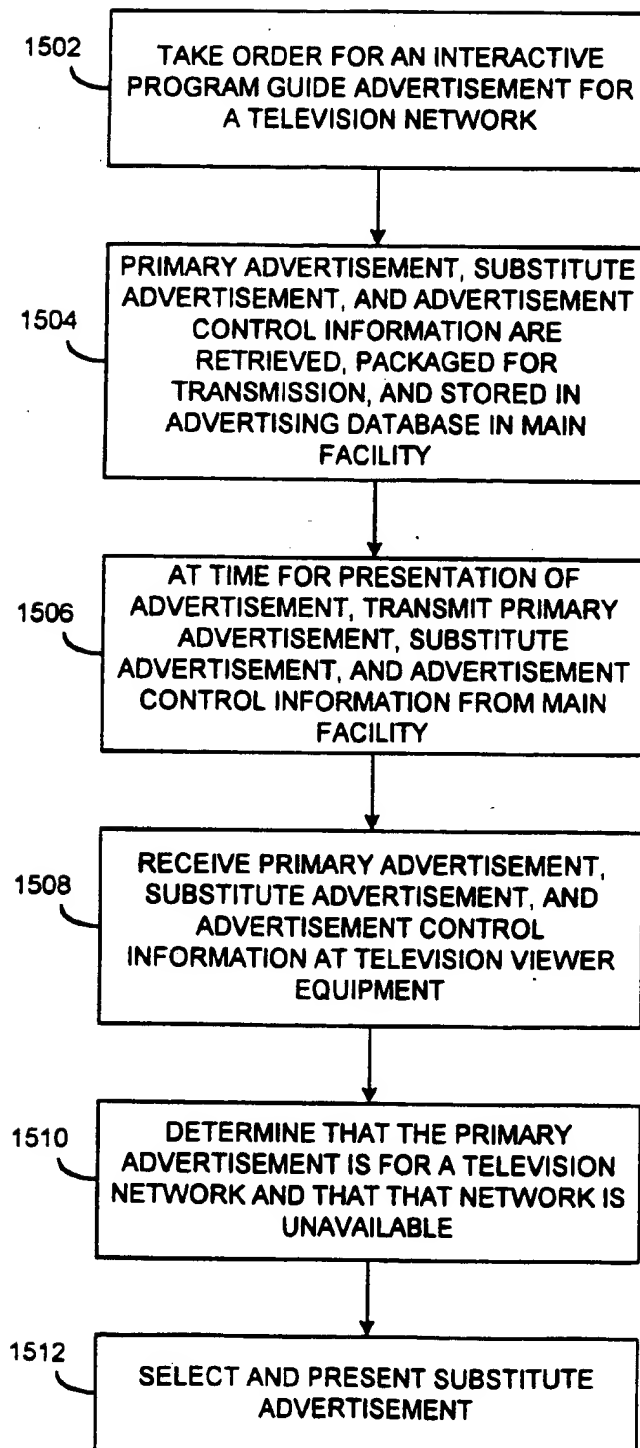 1502
TAKE ORDER FOR AN INTERACTIVE
PROGRAM GUIDE ADVERTISEMENT FOR
A TELEVISION NETWORK
1504
PRIMARY ADVERTISEMENT, SUBSTITUTE
ADVERTISEMENT, AND ADVERTISEMENT
CONTROL INFORMATION ARE
RETRIEVED, PACKAGED FOR
TRANSMISSION, AND STORED IN
ADVERTISING DATABASE IN MAIN
FACILITY
1506
AT TIME FOR PRESENTATION OF
ADVERTISEMENT, TRANSMIT PRIMARY
ADVERTISEMENT, SUBSTITUTE
ADVERTISEMENT, AND ADVERTISEMENT
CONTROL INFORMATION FROM MAIN
FACILITY
1508
RECEIVE PRIMARY ADVERTISEMENT,
SUBSTITUTE ADVERTISEMENT, AND
ADVERTISEMENT CONTROL
INFORMATION AT TELEVISION VIEWER
EQUIPMENT
1510
DETERMINE THAT THE PRIMARY
ADVERTISEMENT IS FOR A TELEVISION
NETWORK AND THAT THAT NETWORK IS
UNAVAILABLE
1512
SELECT AND PRESENT SUBSTITUTE
ADVERTISEMENT